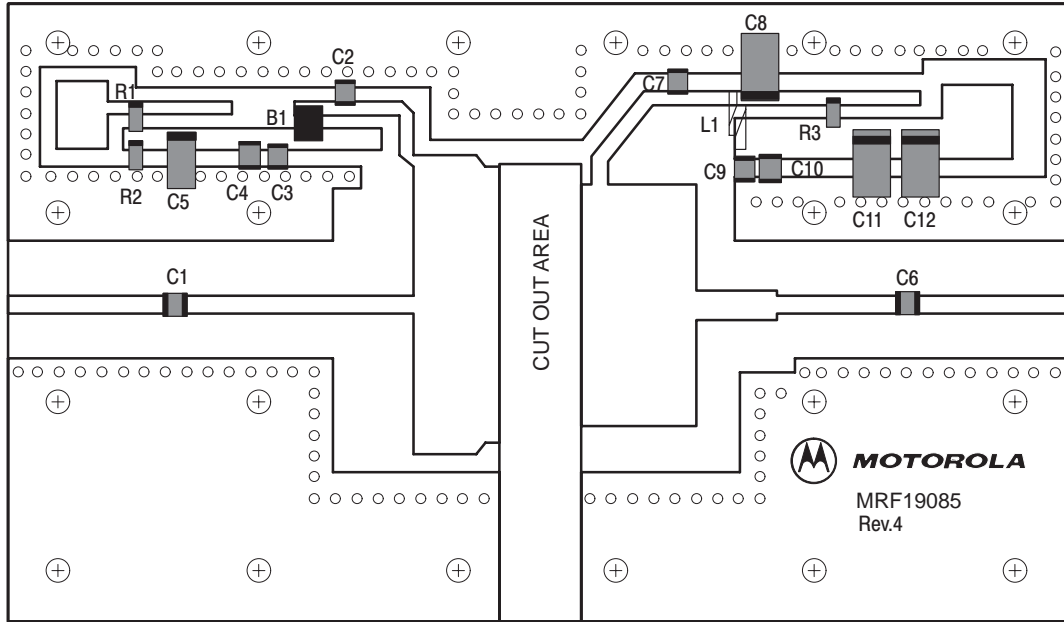 C8
C2
C7
R1
B1
L1
R3
R2
C5
C4
C3
C9
C10
C11
C12
C1
C6
CUT OUT AREA
MOTOROLA
MRF19085
Rev.4